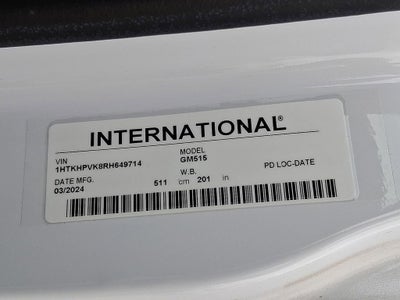 INTERNATIONAL®
VIN MODEL
1HTKHPVK8RH649714 GM515
DATE MFG. W.B. PD LOC-DATE
03/2024 511 cm 201 in